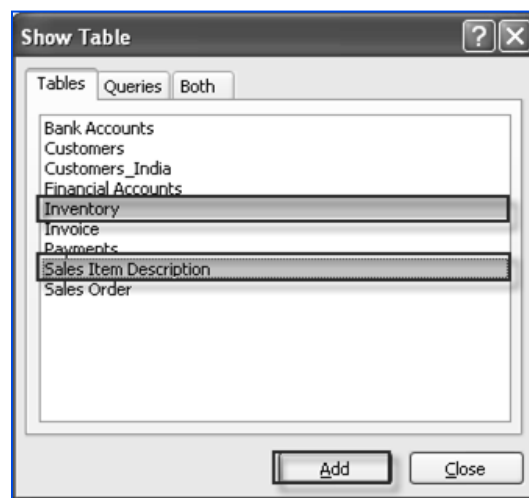 Show Table
Tables Queries Both
Bank Accounts
Customers
Customers_India
Financial Accounts
Inventory
Invoice
Payments
Sales Item Description
Sales Order
Add Close